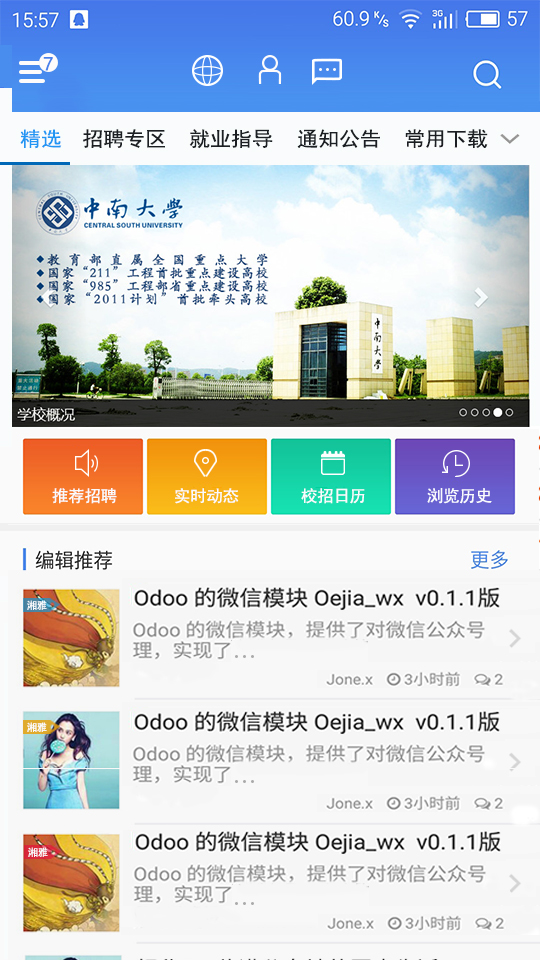 15:57 60.9 K/s 3G 57
7
精选 招聘专区 就业指导 通知公告 常用下载
中南大学
CENTRAL SOUTH UNIVERSITY
教育部直属全国重点大学
国家“211”工程首批重点建设高校
国家“985”工程部省重点建设高校
国家“2011计划”首批牵头高校
中南大学
学校概况
推荐招聘 实时动态 校招日历 浏览历史
编辑推荐 更多
湘雅
Odoo 的微信模块 Oejia_wx v0.1.1版
Odoo 的微信模块，提供了对微信公众号
理，实现了...
Jone.x 3小时前 2
湘雅
Odoo 的微信模块 Oejia_wx v0.1.1版
Odoo 的微信模块，提供了对微信公众号
理，实现了...
Jone.x 3小时前 2
湘雅
Odoo 的微信模块 Oejia_wx v0.1.1版
Odoo 的微信模块，提供了对微信公众号
理，实现了...
Jone.x 3小时前 2